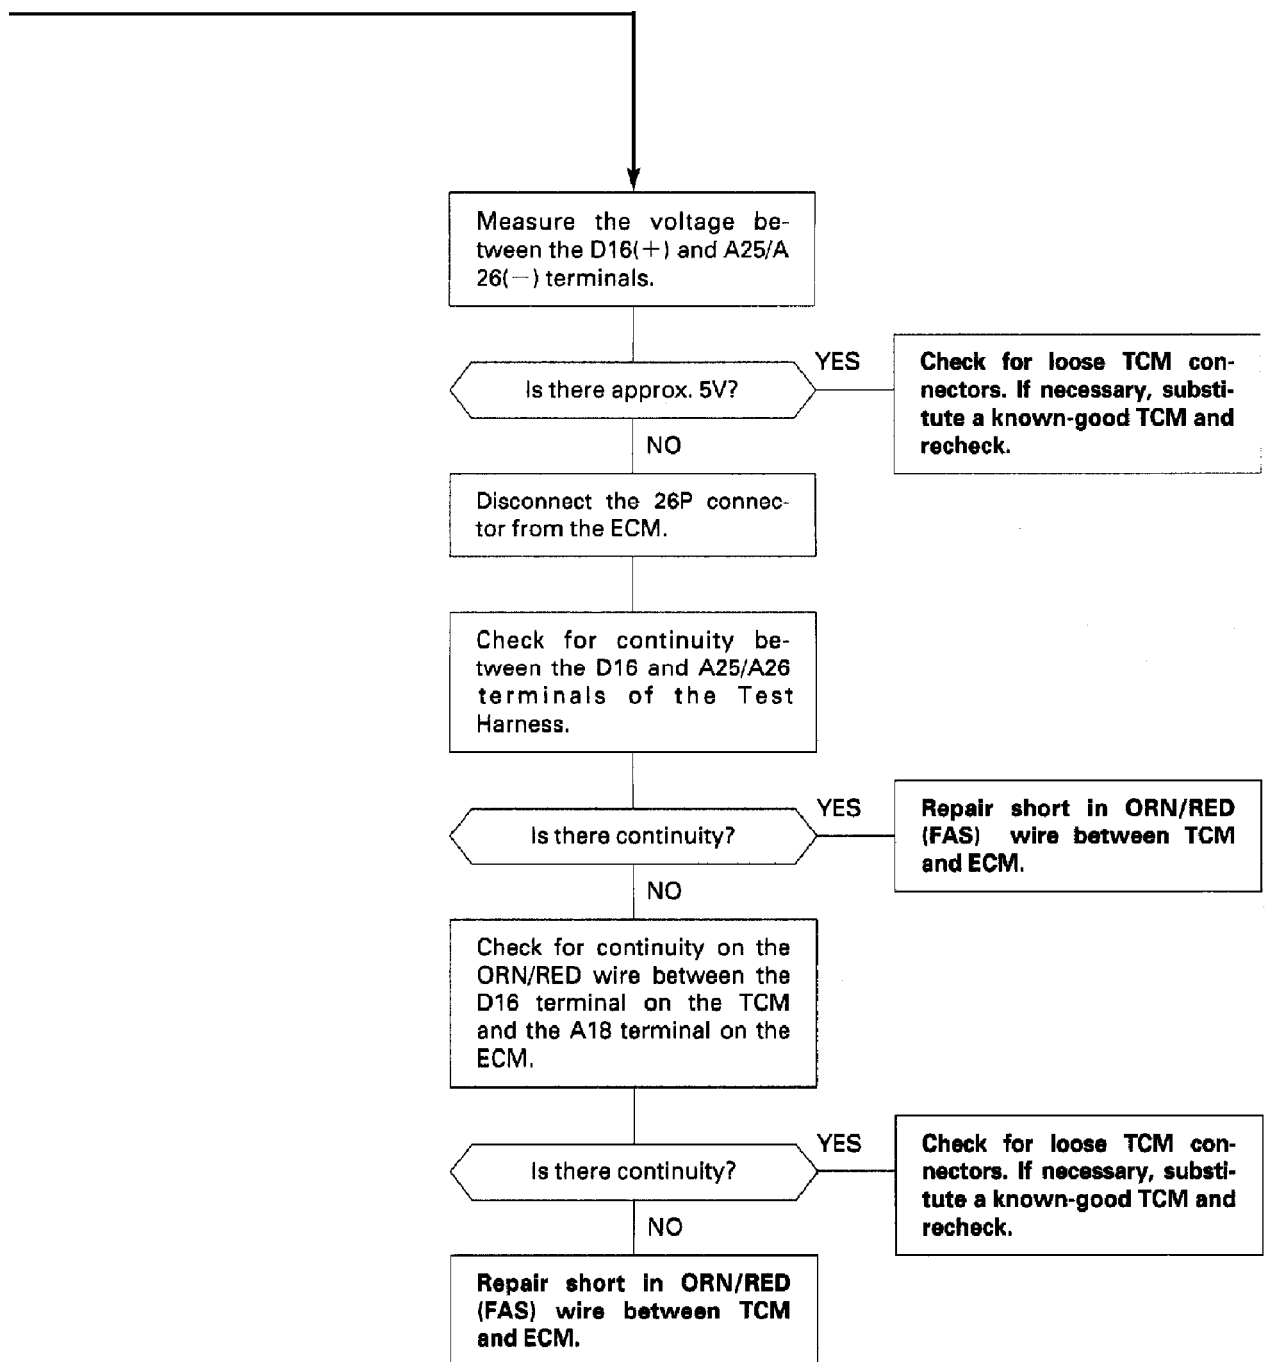 Measure the voltage be-
tween the D16(+) and A25/A
26(−) terminals.
Is there approx. 5V?
YES
Check for loose TCM con-
nectors. If necessary, substi-
tute a known-good TCM and
recheck.
NO
Disconnect the 26P connec-
tor from the ECM.
Check for continuity be-
tween the D16 and A25/A26
terminals of the Test
Harness.
Is there continuity?
YES
Repair short in ORN/RED
(FAS) wire between TCM
and ECM.
NO
Check for continuity on the
ORN/RED wire between the
D16 terminal on the TCM
and the A18 terminal on the
ECM.
Is there continuity?
YES
Check for loose TCM con-
nectors. If necessary, substi-
tute a known-good TCM and
recheck.
NO
Repair short in ORN/RED
(FAS) wire between TCM
and ECM.